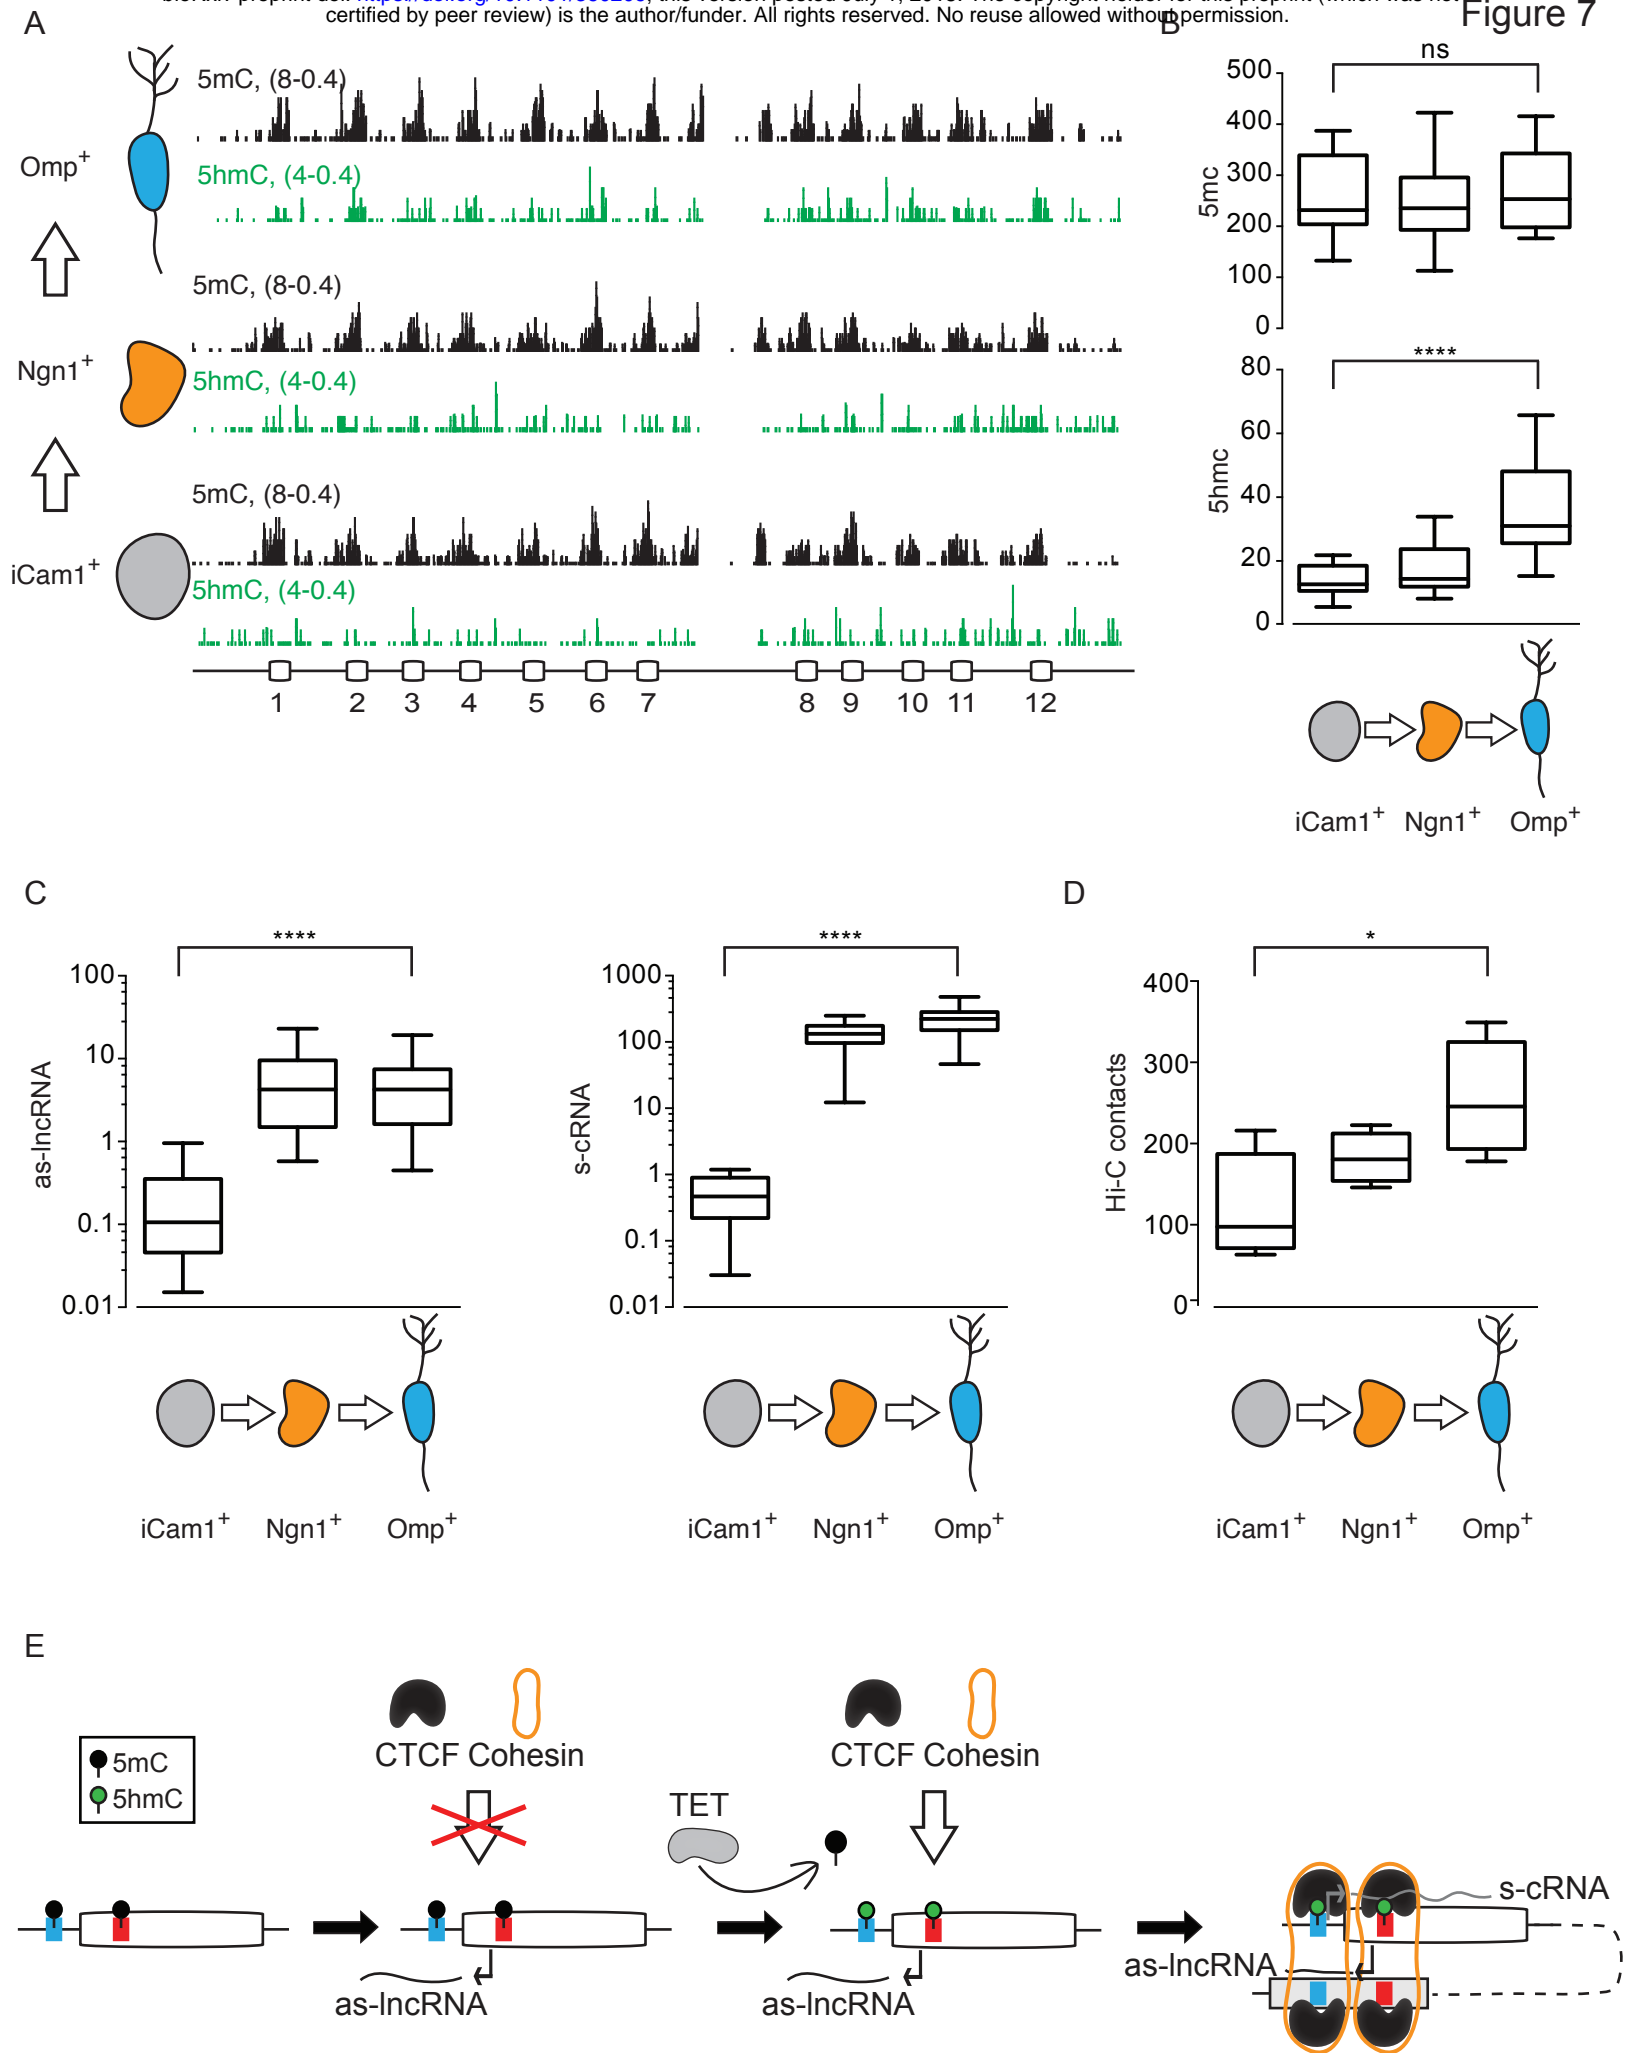 certified by peer review) is the author/funder. All rights reserved. No reuse allowed without permission.
Figure 7
A
5mC, (8-0.4)
Omp+
5hmC, (4-0.4)
5mC, (8-0.4)
Ngn1+
5hmC, (4-0.4)
5mC, (8-0.4)
iCam1+
5hmC, (4-0.4)
1 2 3 4 5 6 7 8 9 10 11 12
B
ns
500
400
300
200
100
0
5mc
****
80
60
40
20
0
5hmc
iCam1+ Ngn1+ Omp+
C
****
100
10
1
0.1
0.01
as-lncRNA
iCam1+ Ngn1+ Omp+
****
1000
100
10
1
0.1
0.01
s-cRNA
iCam1+ Ngn1+ Omp+
D
*
400
300
200
100
0
Hi-C contacts
iCam1+ Ngn1+ Omp+
E
5mC
5hmC
CTCF Cohesin
as-lncRNA
TET
CTCF Cohesin
as-lncRNA
s-cRNA
as-lncRNA